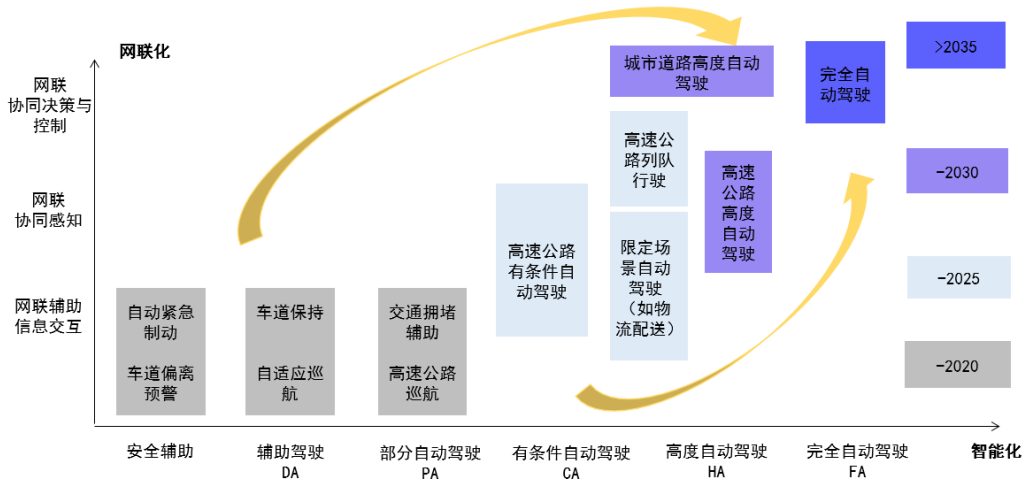 网联化
>2035
网联
协同决策与
控制
城市道路高度自动
驾驶
完全自
动驾驶
高速公
路列队
行驶
高速
公路
高度
自动
驾驶
-2030
网联
协同感知
高速公路
有条件自
动驾驶
限定场
景自动
驾驶
（如物
流配送）
-2025
网联辅助
信息交互
自动紧急
制动
车道偏离
预警
车道保持
自适应巡
航
交通拥堵
辅助
高速公路
巡航
-2020
安全辅助
辅助驾驶
DA
部分自动驾驶
PA
有条件自动驾驶
CA
高度自动驾驶
HA
完全自动驾驶
FA
智能化